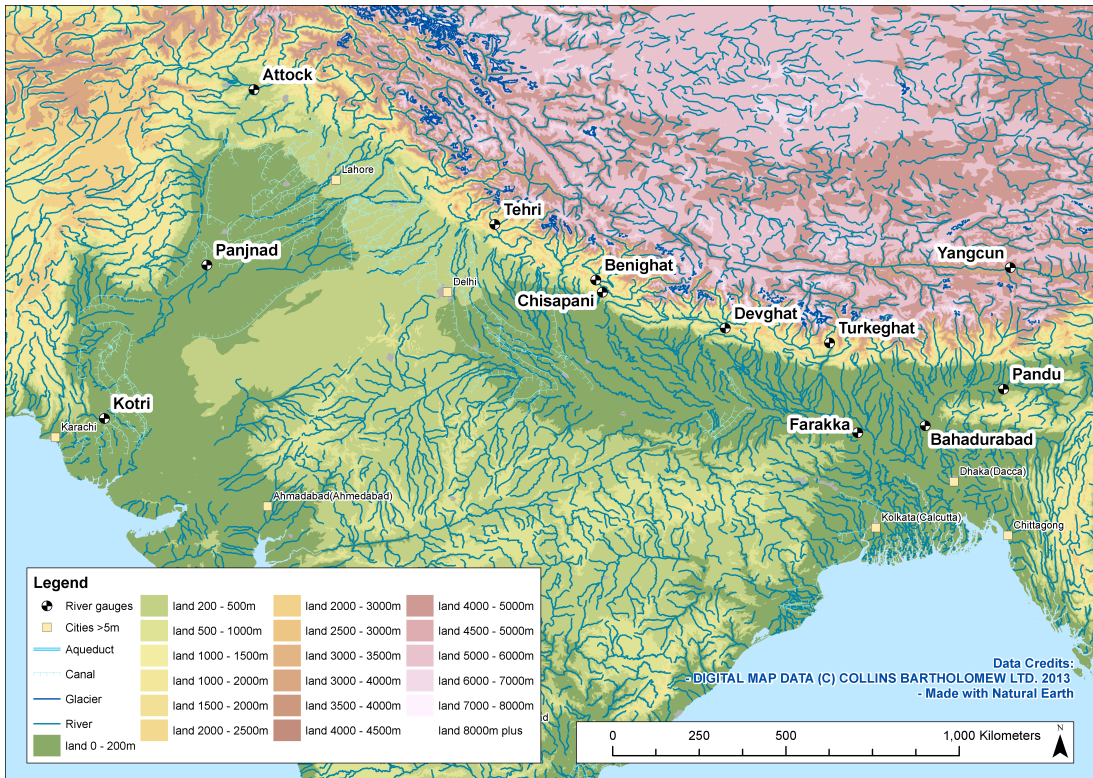 Attock
Lahore
Tehri
Panjnad
Yangcun
Benighat
Delhi
Chisapani
Devghat
Turkeghat
Pandu
Kotri
Karachi
Farakka
Bahadurabad
Dhaka(Dacca)
Ahmadabad(Ahmedabad)
Kolkata(Calcutta)
Chittagong
Legend
River gauges
Cities >5m
Aqueduct
Canal
Glacier
River
land 0 - 200m
land 200 - 500m
land 500 - 1000m
land 1000 - 1500m
land 1000 - 2000m
land 1500 - 2000m
land 2000 - 2500m
land 2000 - 3000m
land 2500 - 3000m
land 3000 - 3500m
land 3000 - 4000m
land 3500 - 4000m
land 4000 - 4500m
land 4000 - 5000m
land 4500 - 5000m
land 5000 - 6000m
land 6000 - 7000m
land 7000 - 8000m
land 8000m plus
Data Credits:
- DIGITAL MAP DATA (C) COLLINS BARTHOLOMEW LTD. 2013
- Made with Natural Earth
0 250 500 1,000 Kilometers
N